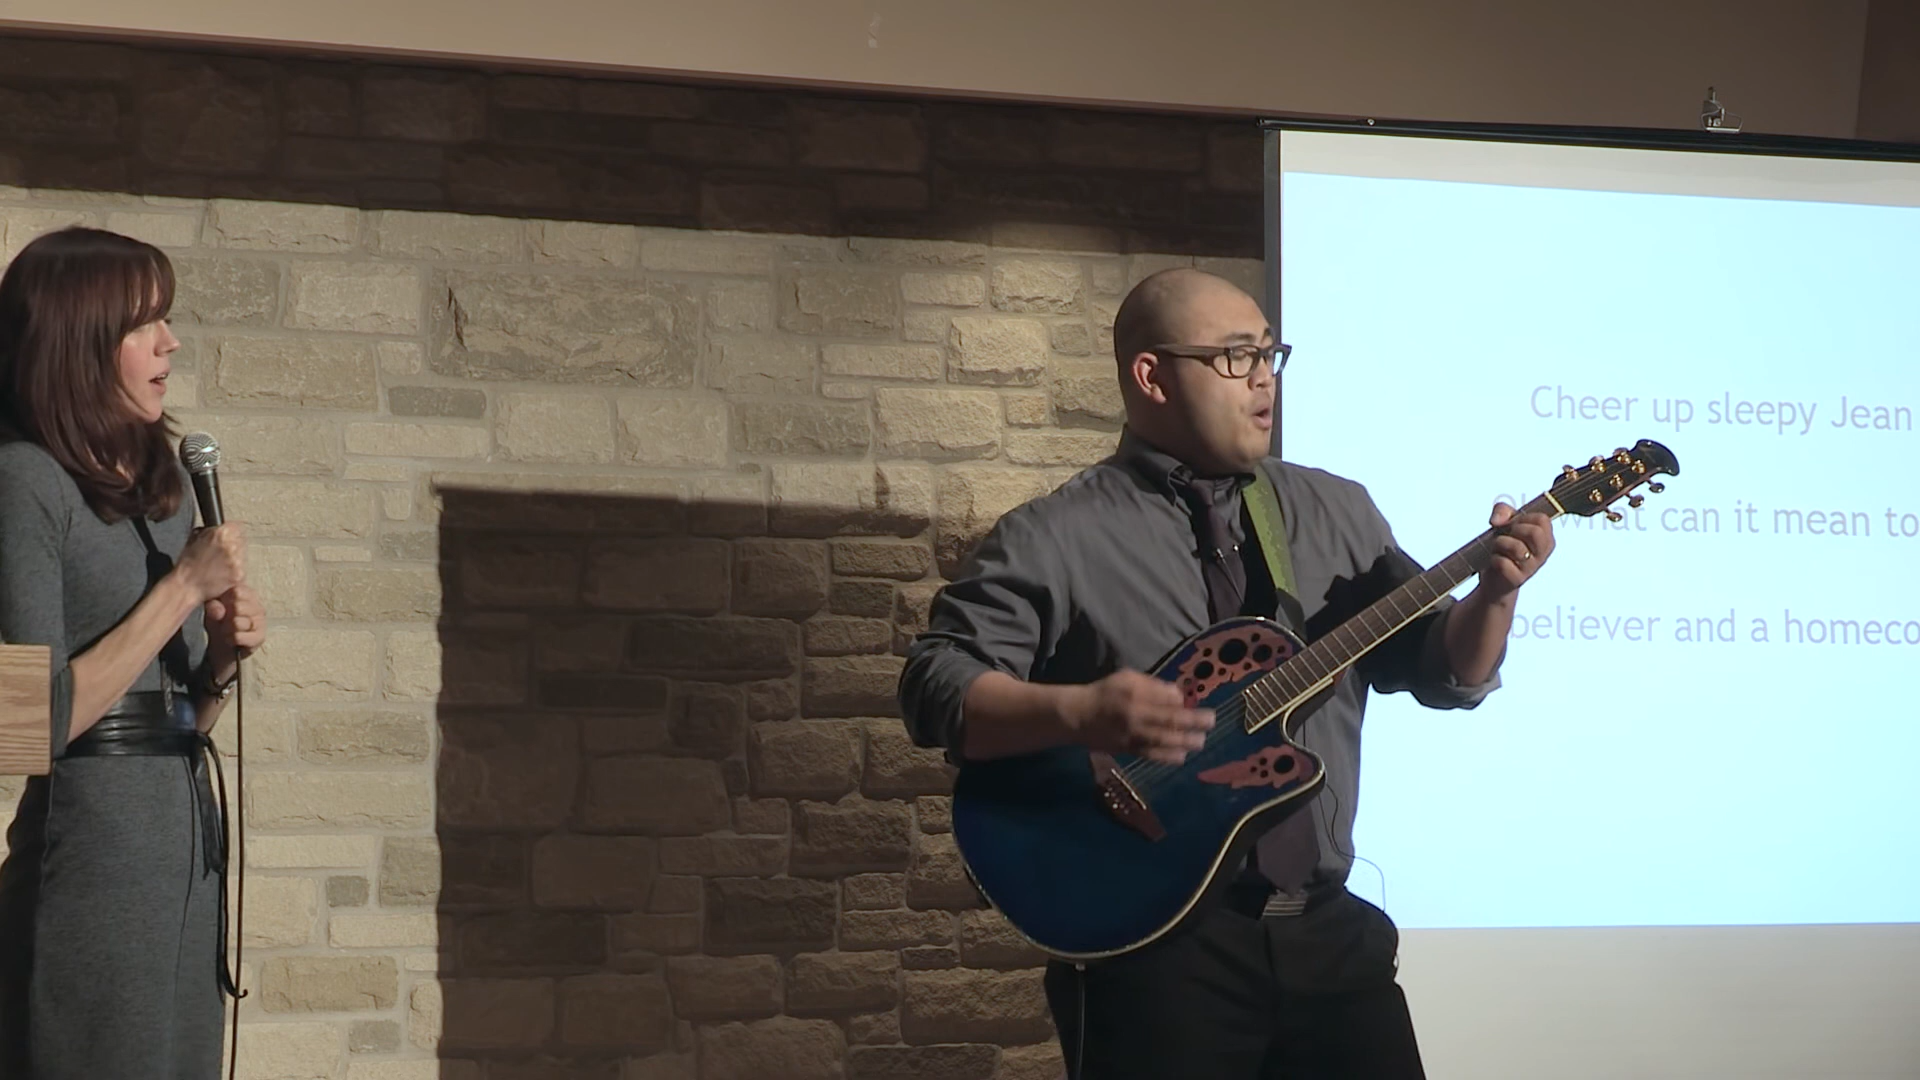 Cheer up sleepy Jean
what can it mean to
believer and a homeco